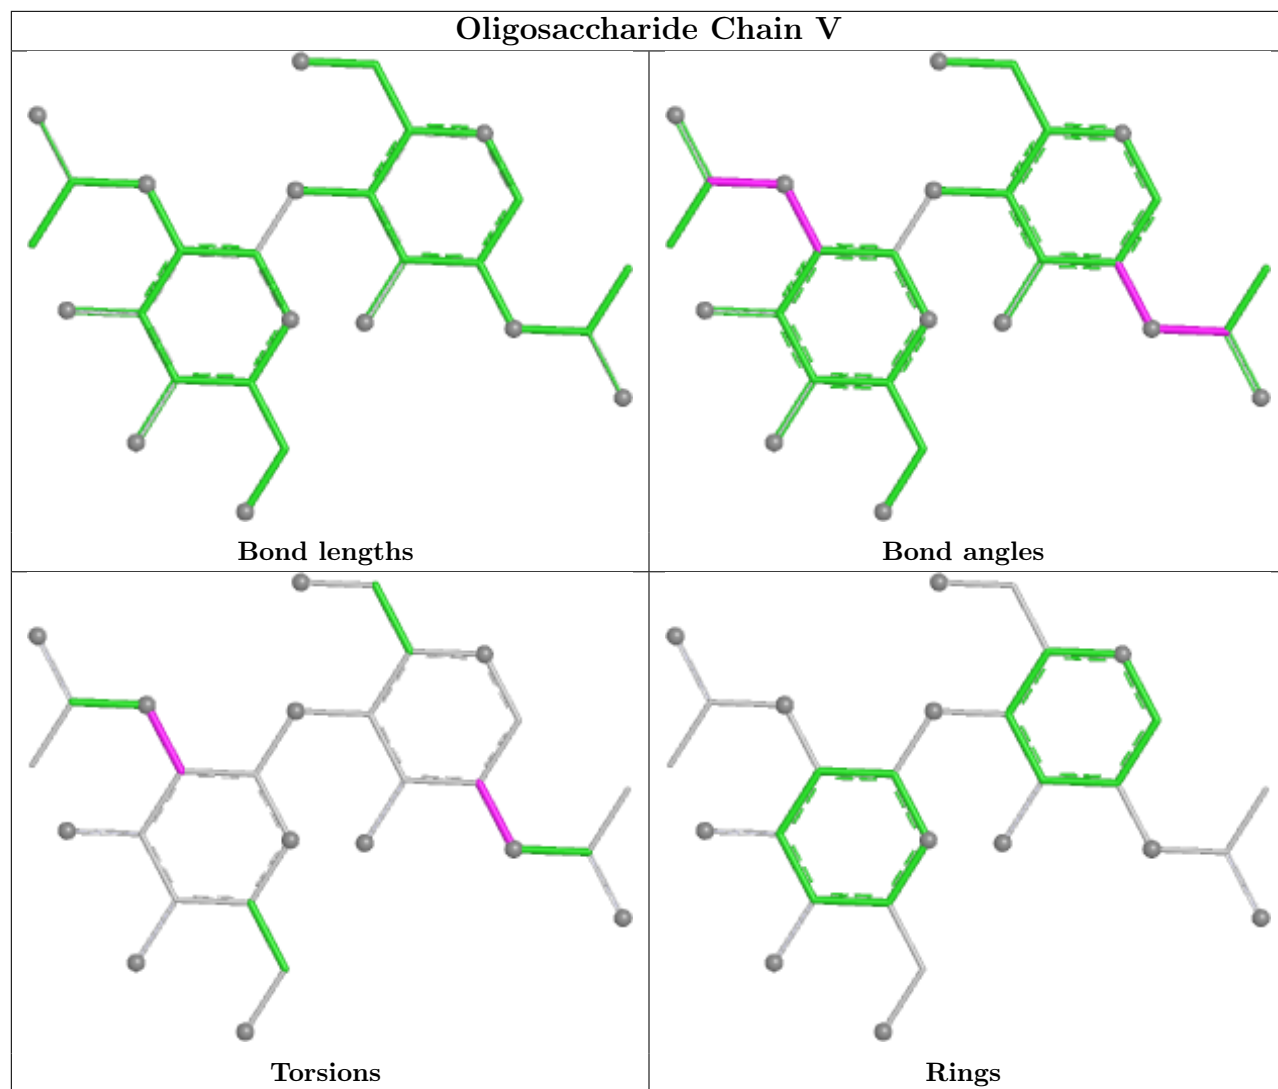 Oligosaccharide Chain V
Bond lengths
Bond angles
Torsions
Rings